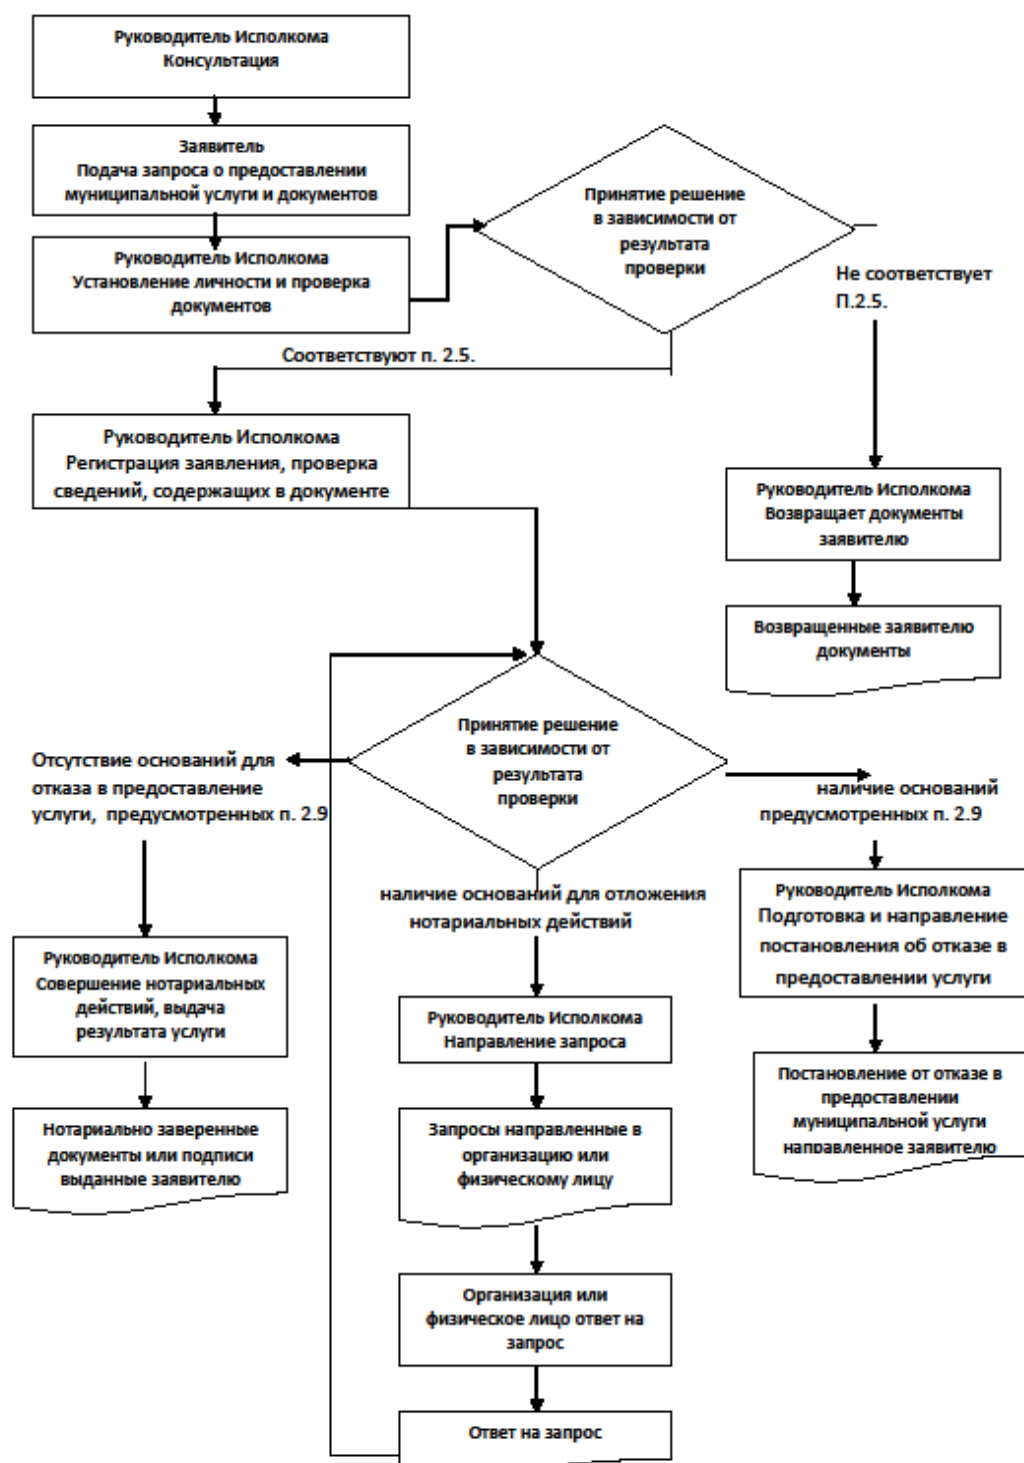 Руководитель Исполкома
Консультация
Заявитель
Подача запроса о предоставлении
муниципальной услуги и документов
Руководитель Исполкома
Установление личности и проверка
документов
Принятие решение
в зависимости от
результата
проверки
Не соответствует
П.2.5.
Соответствуют п. 2.5.
Руководитель Исполкома
Регистрация заявления, проверка
сведений, содержащих в документе
Руководитель Исполкома
Возвращает документы
заявителю
Возвращенные заявителю
документы
Принятие решение
в зависимости от
результата
проверки
Отсутствие оснований для
отказа в предоставление
услуги, предусмотренных п. 2.9
наличие оснований
предусмотренных п. 2.9
наличие оснований для отложения
нотариальных действий
Руководитель Исполкома
Подготовка и направление
постановления об отказе в
предоставлении услуги
Руководитель Исполкома
Совершение нотариальных
действий, выдача
результата услуги
Руководитель Исполкома
Направление запроса
Постановление от отказе в
предоставлении
муниципальной услуги
направленное заявителю
Нотариально заверенные
документы или подписи
выданные заявителю
Запросы направленные в
организацию или
физическому лицу
Организация или
физическое лицо ответ на
запрос
Ответ на запрос